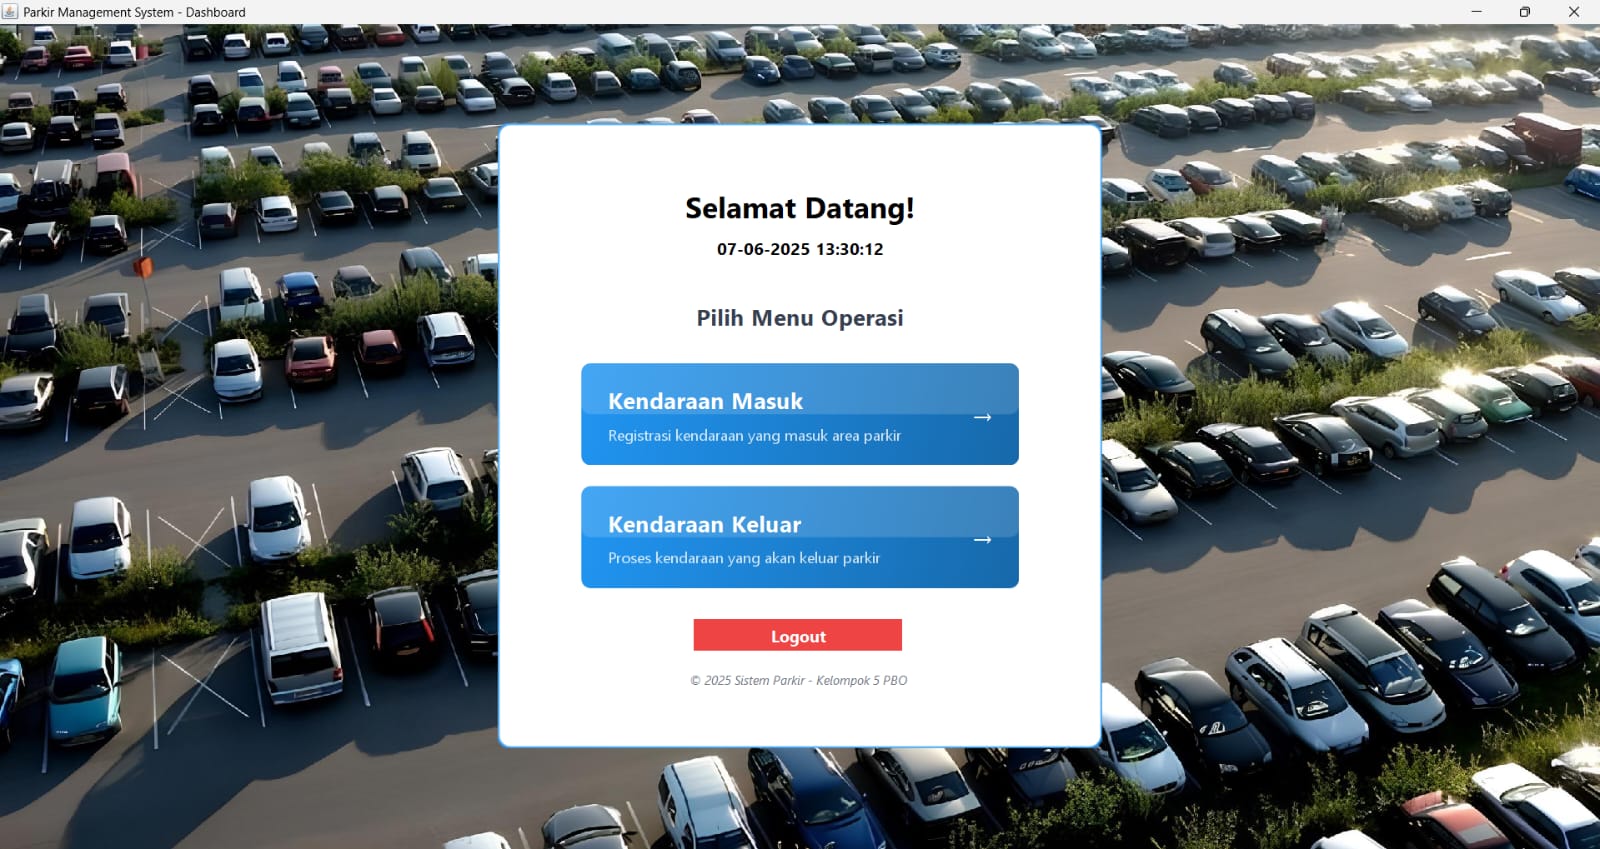 Parkir Management System - Dashboard
Selamat Datang!
07-06-2025 13:30:12
Pilih Menu Operasi
Kendaraan Masuk
→
Registrasi kendaraan yang masuk area parkir
Kendaraan Keluar
→
Proses kendaraan yang akan keluar parkir
Logout
© 2025 Sistem Parkir - Kelompok 5 PBO